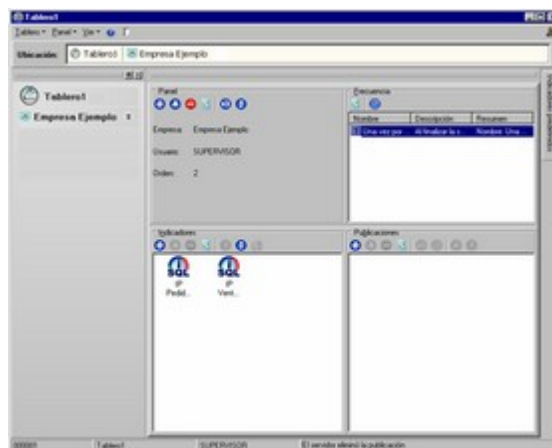 Tablero1
Tablero Panel Ver
Ubicación: Tablero1 Empresa Ejemplo
Tablero1
Empresa Ejemplo
Panel
Empresa: Empresa Ejemplo
Usuario: SUPERVISOR
Orden: 2
Frecuencia
Nombre Descripción Resumen
Una vez por Al finalizar la s... Nombre: Una ...
Indicadores
SQL SQL
IP IP
Pedid... Vent...
Publicaciones
000001 Tablero1 SUPERVISOR El servidor eliminó la publicación